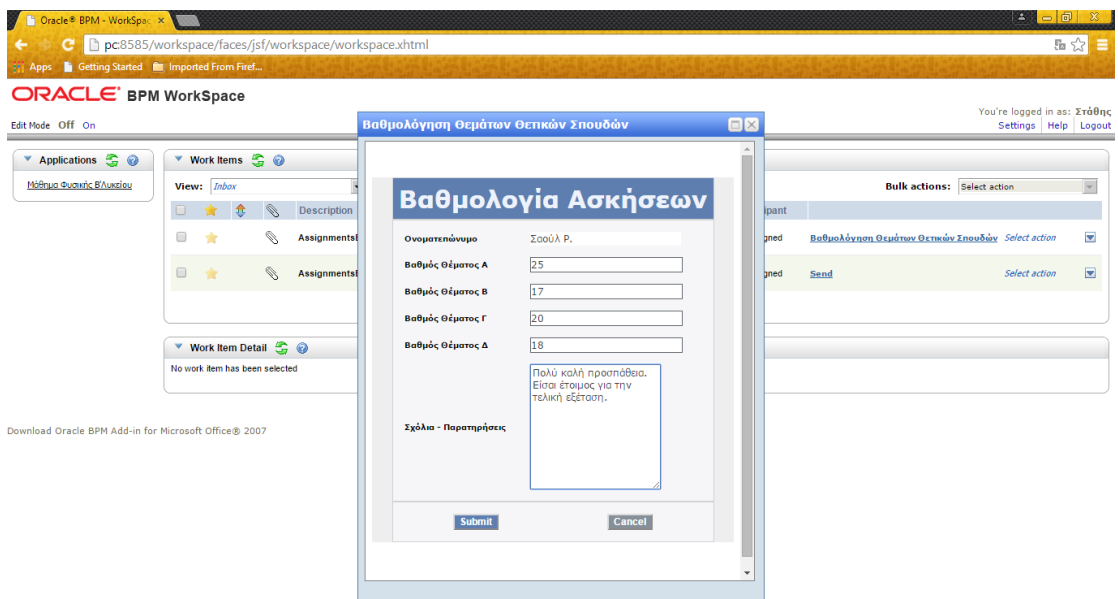 Oracle® BPM - WorkSpac
pc:8585/workspace/faces/jsf/workspace/workspace.xhtml
Apps Getting Started Imported From Firef...
ORACLE® BPM WorkSpace
You're logged in as: Στάθης
Edit Mode Off On
Settings Help Logout
Βαθμολόγηση Θεμάτων Θετικών Σπουδών
Applications
Μάθημα Φυσικής Β'Λυκείου
Work Items
View: Inbox
Bulk actions: Select action
Description
ipant
AssignmentsE
gned Βαθμολόγηση Θεμάτων Θετικών Σπουδών Select action
AssignmentsE
gned Send Select action
Work Item Detail
No work item has been selected
Βαθμολογία Ασκήσεων
Ονοματεπώνυμο Σαούλ Ρ.
Βαθμός Θέματος Α 25
Βαθμός Θέματος Β 17
Βαθμός Θέματος Γ 20
Βαθμός Θέματος Δ 18
Σχόλια - Παρατηρήσεις
Πολύ καλή προσπάθεια.
Είσαι έτοιμος για την
τελική εξέταση.
Submit Cancel
Download Oracle BPM Add-in for Microsoft Office® 2007